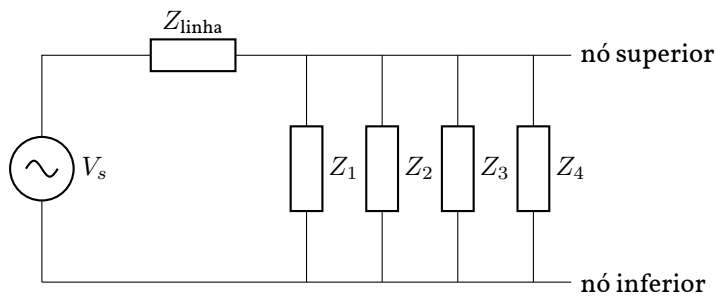 Z_linha
nó superior
V_s
Z_1
Z_2
Z_3
Z_4
nó inferior